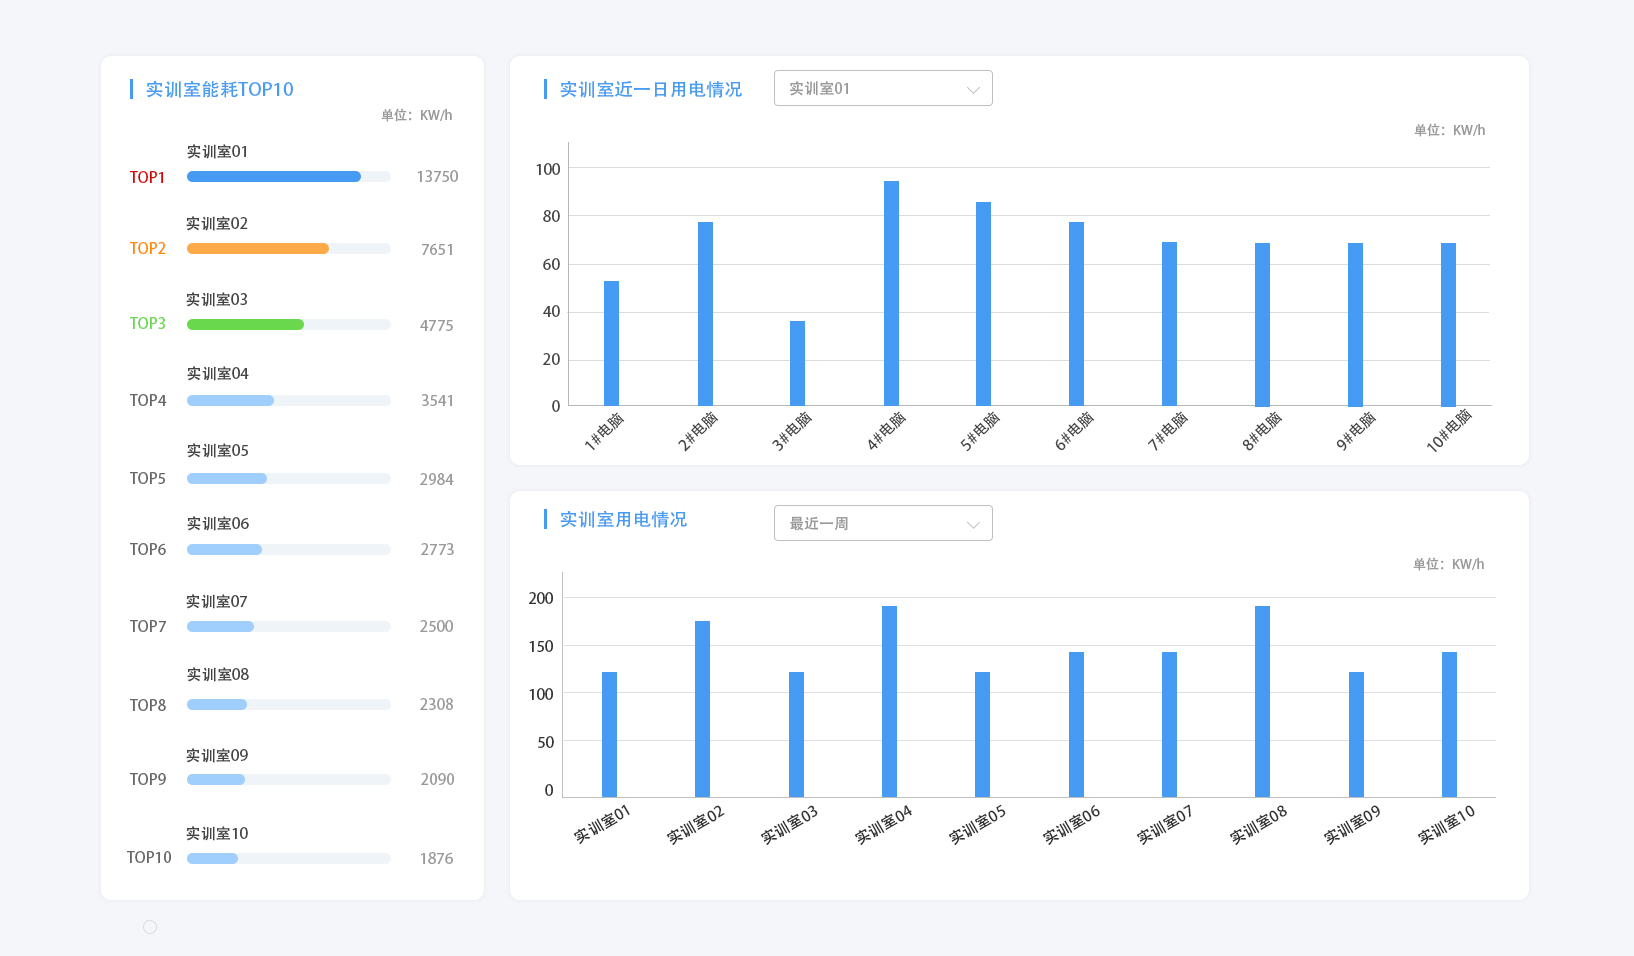 实训室能耗TOP10
单位：KW/h
实训室01
TOP1
13750
实训室02
TOP2
7651
实训室03
TOP3
4775
实训室04
TOP4
3541
实训室05
TOP5
2984
实训室06
TOP6
2773
实训室07
TOP7
2500
实训室08
TOP8
2308
实训室09
TOP9
2090
实训室10
TOP10
1876
实训室近一日用电情况
实训室01
单位：KW/h
100
80
60
40
20
0
1#电脑
2#电脑
3#电脑
4#电脑
5#电脑
6#电脑
7#电脑
8#电脑
9#电脑
10#电脑
实训室用电情况
最近一周
单位：KW/h
200
150
100
50
0
实训室01
实训室02
实训室03
实训室04
实训室05
实训室06
实训室07
实训室08
实训室09
实训室10